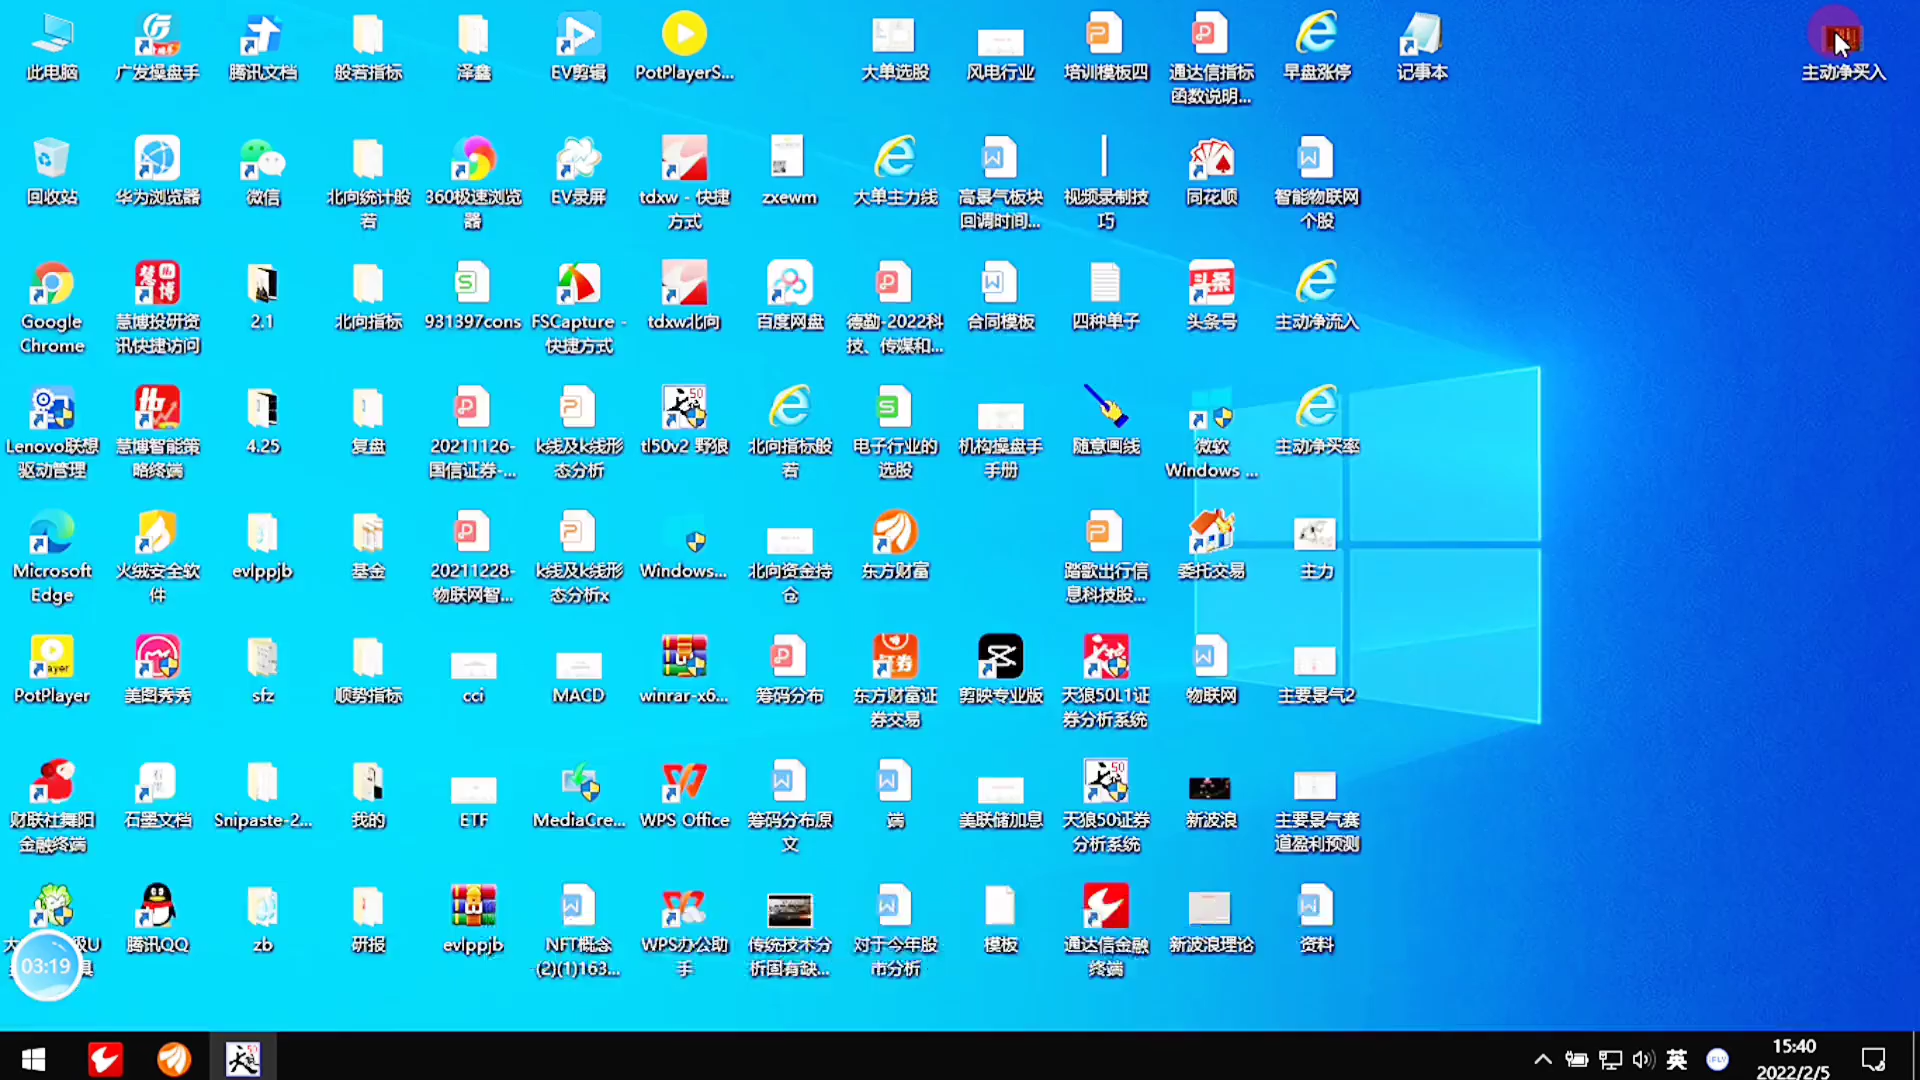 此电脑
广发操盘手
腾讯文档
般若指标
泽鑫
EV剪辑
PotPlayerS...
大单选股
风电行业
培训模板四
通达信指标
函数说明...
早盘涨停
记事本
主动净买入
回收站
华为浏览器
微信
北向统计般
若
360极速浏览
器
EV录屏
tdxw - 快捷
方式
zxewm
大单主力线
高景气板块
回调时间...
视频录制技
巧
同花顺
智能物联网
个股
Google
Chrome
慧博投研资
讯快捷访问
2.1
北向指标
931397cons
FSCapture -
快捷方式
tdxw北向
百度网盘
德勤-2022科
技、传媒和...
合同模板
四种单子
头条
头条号
主动净流入
Lenovo联想
驱动管理
慧博智能策
略终端
4.25
复盘
20211126-
国信证券-...
k线及k线形
态分析
tl50v2 野狼
北向指标般
若
电子行业的
选股
机构操盘手
手册
随意画线
微软
Windows ...
主动净买率
Microsoft
Edge
火绒安全软
件
evlppjb
基金
20211228-
物联网智...
k线及k线形
态分析x
Windows...
北向资金持
仓
东方财富
踏歌出行信
息科技股...
委托交易
主力
PotPlayer
美图秀秀
sfz
顺势指标
cci
MACD
winrar-x6...
筹码分布
东方财富证
券交易
剪映专业版
天狼50L1证
券分析系统
物联网
主要景气2
财联社舞阳
金融终端
石墨文档
Snipaste-2...
我的
ETF
MediaCre...
WPS Office
筹码分布原
文
端
美联储加息
天狼50证券
分析系统
新波浪
主要景气赛
道盈利预测
腾讯QQ
zb
研报
evlppjb
NFT概念
(2)(1)163...
WPS办公助
手
传统技术分
析固有缺...
对于今年股
市分析
模板
通达信金融
终端
新波浪理论
资料
03:19
英
15:40
2022/2/5